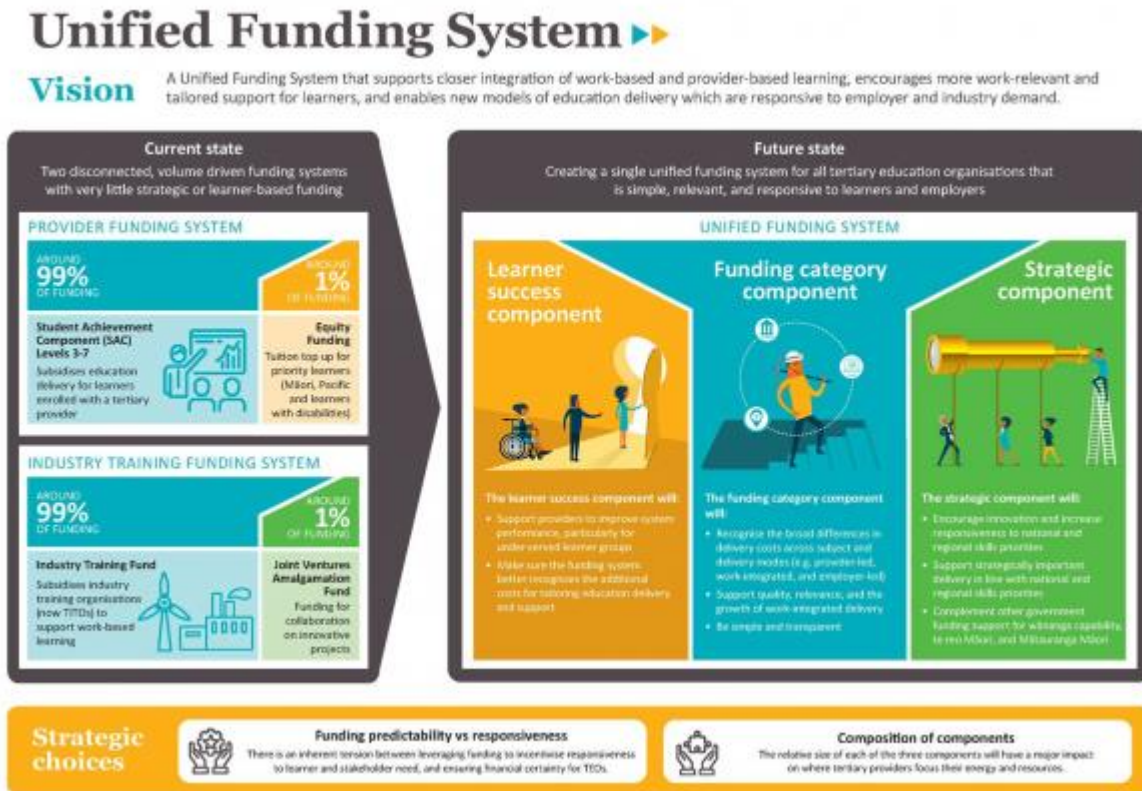 Unified Funding System
Vision
A Unified Funding System that supports closer integration of work-based and provider-based learning, encourages more work-relevant and
tailored support for learners, and enables new models of education delivery which are responsive to employer and industry demand.
Current state
Two disconnected, volume driven funding systems
with very little strategic or learner-based funding
PROVIDER FUNDING SYSTEM
AROUND
99%
OF FUNDING
AROUND
1%
OF FUNDING
Student Achievement
Component (SAC)
Levels 3-7
Subsidises education
delivery for learners
enrolled with a tertiary
provider
Equity
Funding
Tuition top up for
priority learners
(Māori, Pacific
and learners
with disabilities)
INDUSTRY TRAINING FUNDING SYSTEM
AROUND
99%
OF FUNDING
AROUND
1%
OF FUNDING
Industry Training Fund
Subsidises industry
training organisations
(now TITOs) to
support work-based
learning
Joint Ventures
Amalgamation
Fund
Funding for
collaboration
on innovative
projects
Future state
Creating a single unified funding system for all tertiary education organisations that
is simple, relevant, and responsive to learners and employers
UNIFIED FUNDING SYSTEM
Learner
success
component
The learner success component will:
• Support providers to improve system
performance, particularly for
under-served learner groups
• Make sure the funding system
better recognises the additional
costs for tailoring education delivery
and support
Funding category
component
The funding category component
will:
• Recognise the broad differences in
delivery costs across subject and
delivery modes (e.g. provider-led,
work-integrated, and employer-led)
• Support quality, relevance, and the
growth of work-integrated delivery
• Be simple and transparent
Strategic
component
The strategic component will:
• Encourage innovation and increase
responsiveness to national and
regional skills priorities
• Support strategically important
delivery in line with national and
regional skills priorities
• Complement other government
funding support for wānanga capability,
te reo Māori, and Mātauranga Māori
Strategic
choices
Funding predictability vs responsiveness
There is an inherent tension between leveraging funding to incentivise responsiveness
to learner and stakeholder need, and ensuring financial certainty for TEOs.
Composition of components
The relative size of each of the three components will have a major impact
on where tertiary providers focus their energy and resources.